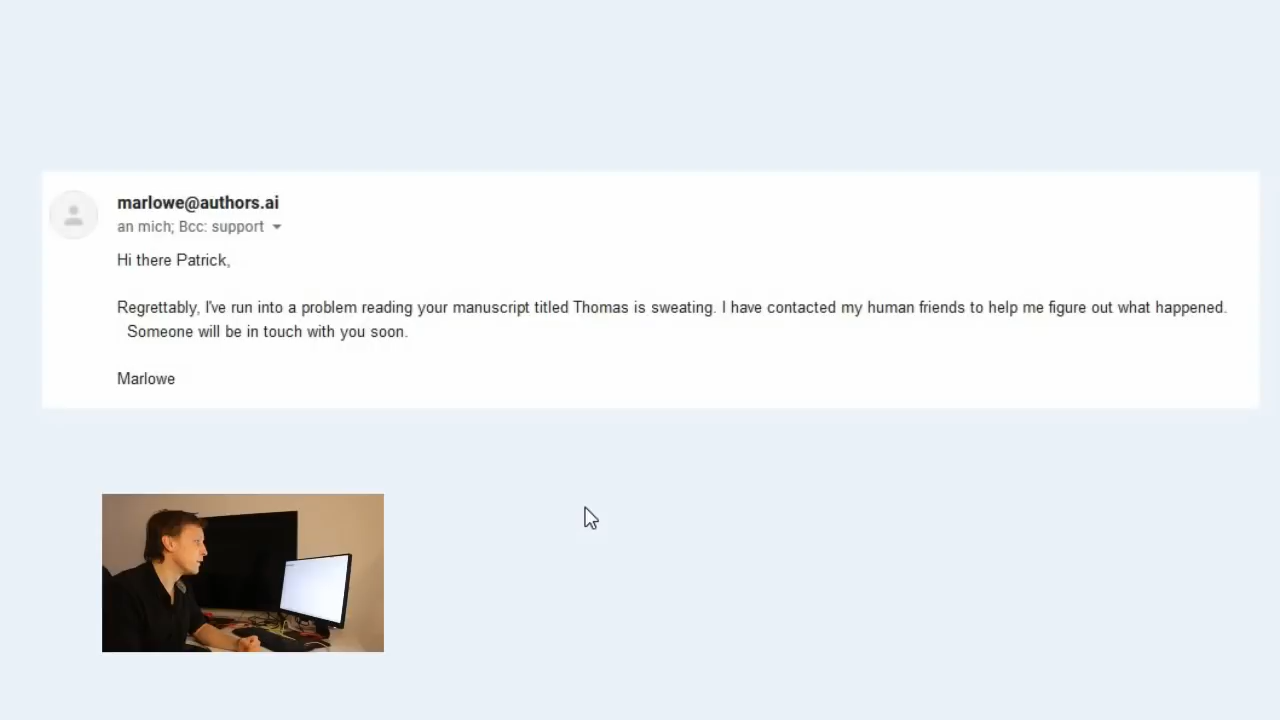 marlowe@authors.ai
an mich; Bcc: support
Hi there Patrick,
Regrettably, I've run into a problem reading your manuscript titled Thomas is sweating. I have contacted my human friends to help me figure out what happened.
Someone will be in touch with you soon.
Marlowe